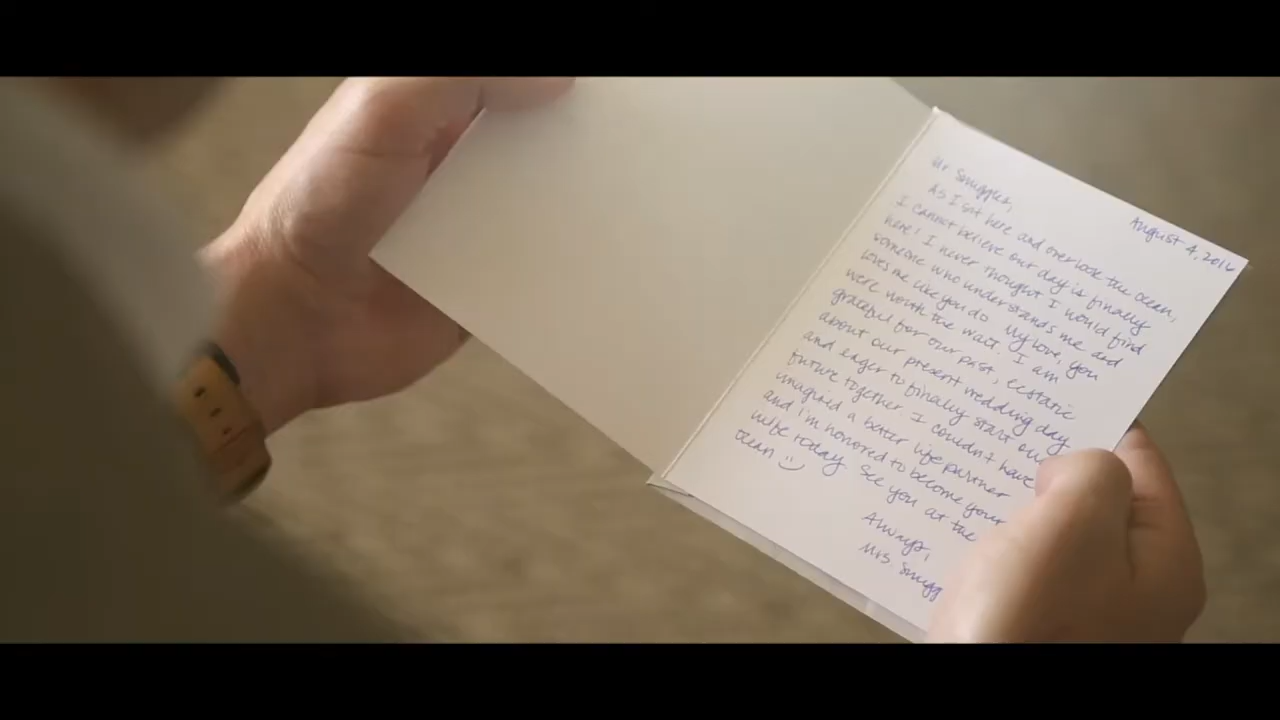 August 4, 2016
Mr Snuggles,
As I sit here and overlook the ocean,
I cannot believe our day is finally
here! I never thought I would find
someone who understands me and
loves me like you do. My love, you
were worth the wait. I am
grateful for our past, ecstatic
about our present wedding day
and eager to finally start our
future together. I couldn't have
imagined a better life partner
and I'm honored to become your
wife today. See you at the
ocean :)
Always,
Mrs. Snugg